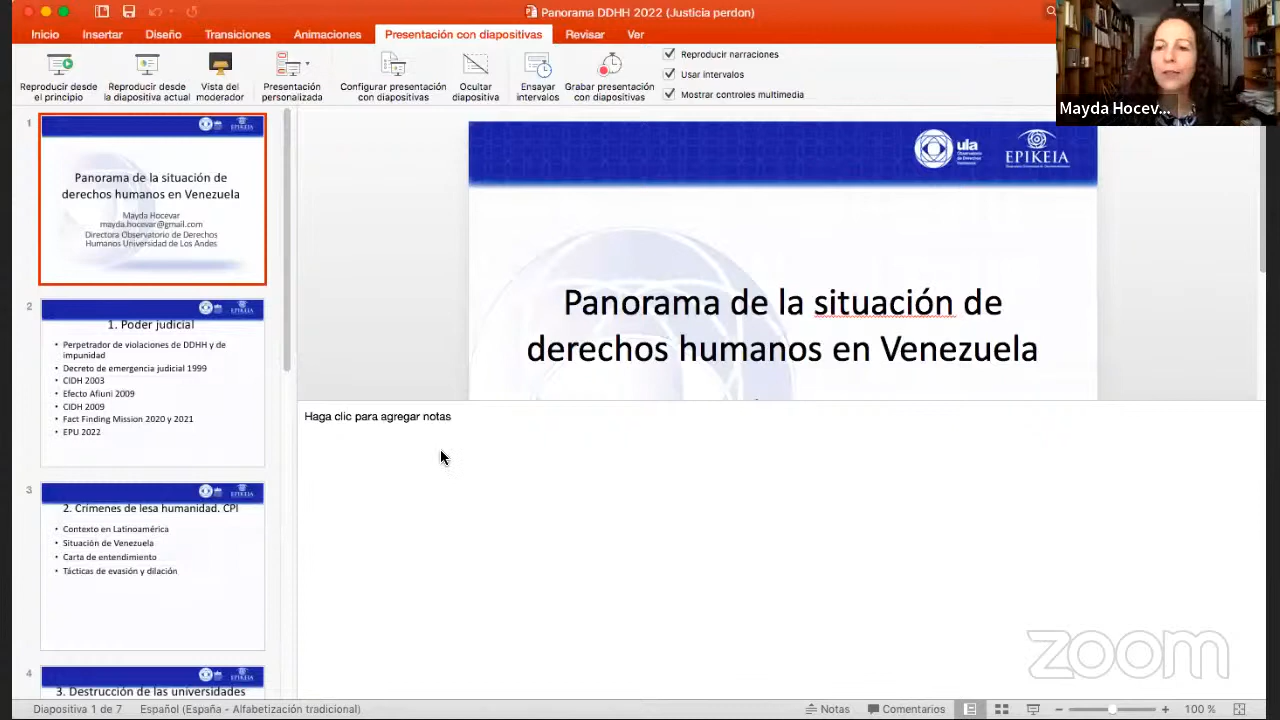 Panorama DDHH 2022 (Justicia perdon)
Inicio Insertar Diseño Transiciones Animaciones Presentación con diapositivas Revisar Ver
Reproducir desde el principio
Reproducir desde la diapositiva actual
Vista del moderador
Presentación personalizada
Configurar presentación con diapositivas
Ocultar diapositiva
Ensayar intervalos
Grabar presentación con diapositivas
Reproducir narraciones
Usar intervalos
Mostrar controles multimedia
Mayda Hocev...
1
EPIKEIA
Panorama de la situación de
derechos humanos en Venezuela
Mayda Hocevar
mayda.hocevar@gmail.com
Directora Observatorio de Derechos
Humanos Universidad de Los Andes
2
EPIKEIA
1. Poder judicial
• Perpetrador de violaciones de DDHH y de
impunidad
• Decreto de emergencia judicial 1999
• CIDH 2003
• Efecto Afiuni 2009
• CIDH 2009
• Fact Finding Mission 2020 y 2021
• EPU 2022
3
EPIKEIA
2. Crímenes de lesa humanidad. CPI
• Contexto en Latinoamérica
• Situación de Venezuela
• Carta de entendimiento
• Tácticas de evasión y dilación
4
EPIKEIA
3. Destrucción de las universidades
ula
EPIKEIA
Panorama de la situación de
derechos humanos en Venezuela
Haga clic para agregar notas
zoom
Diapositiva 1 de 7 Español (España - Alfabetización tradicional) Notas Comentarios 100 %